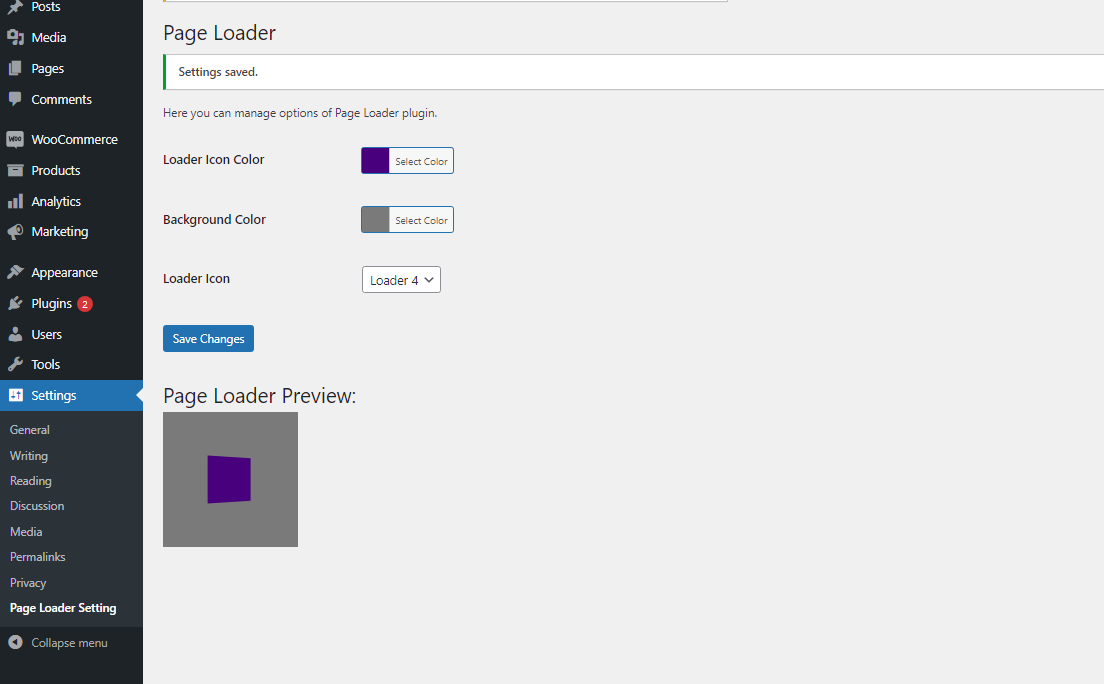 Posts
Media
Pages
Comments
WOO
WooCommerce
Products
Analytics
Marketing
Appearance
Plugins 2
Users
Tools
Settings
General
Writing
Reading
Discussion
Media
Permalinks
Privacy
Page Loader Setting
Collapse menu
Page Loader
Settings saved.
Here you can manage options of Page Loader plugin.
Loader Icon Color Select Color
Background Color Select Color
Loader Icon Loader 4
Save Changes
Page Loader Preview: